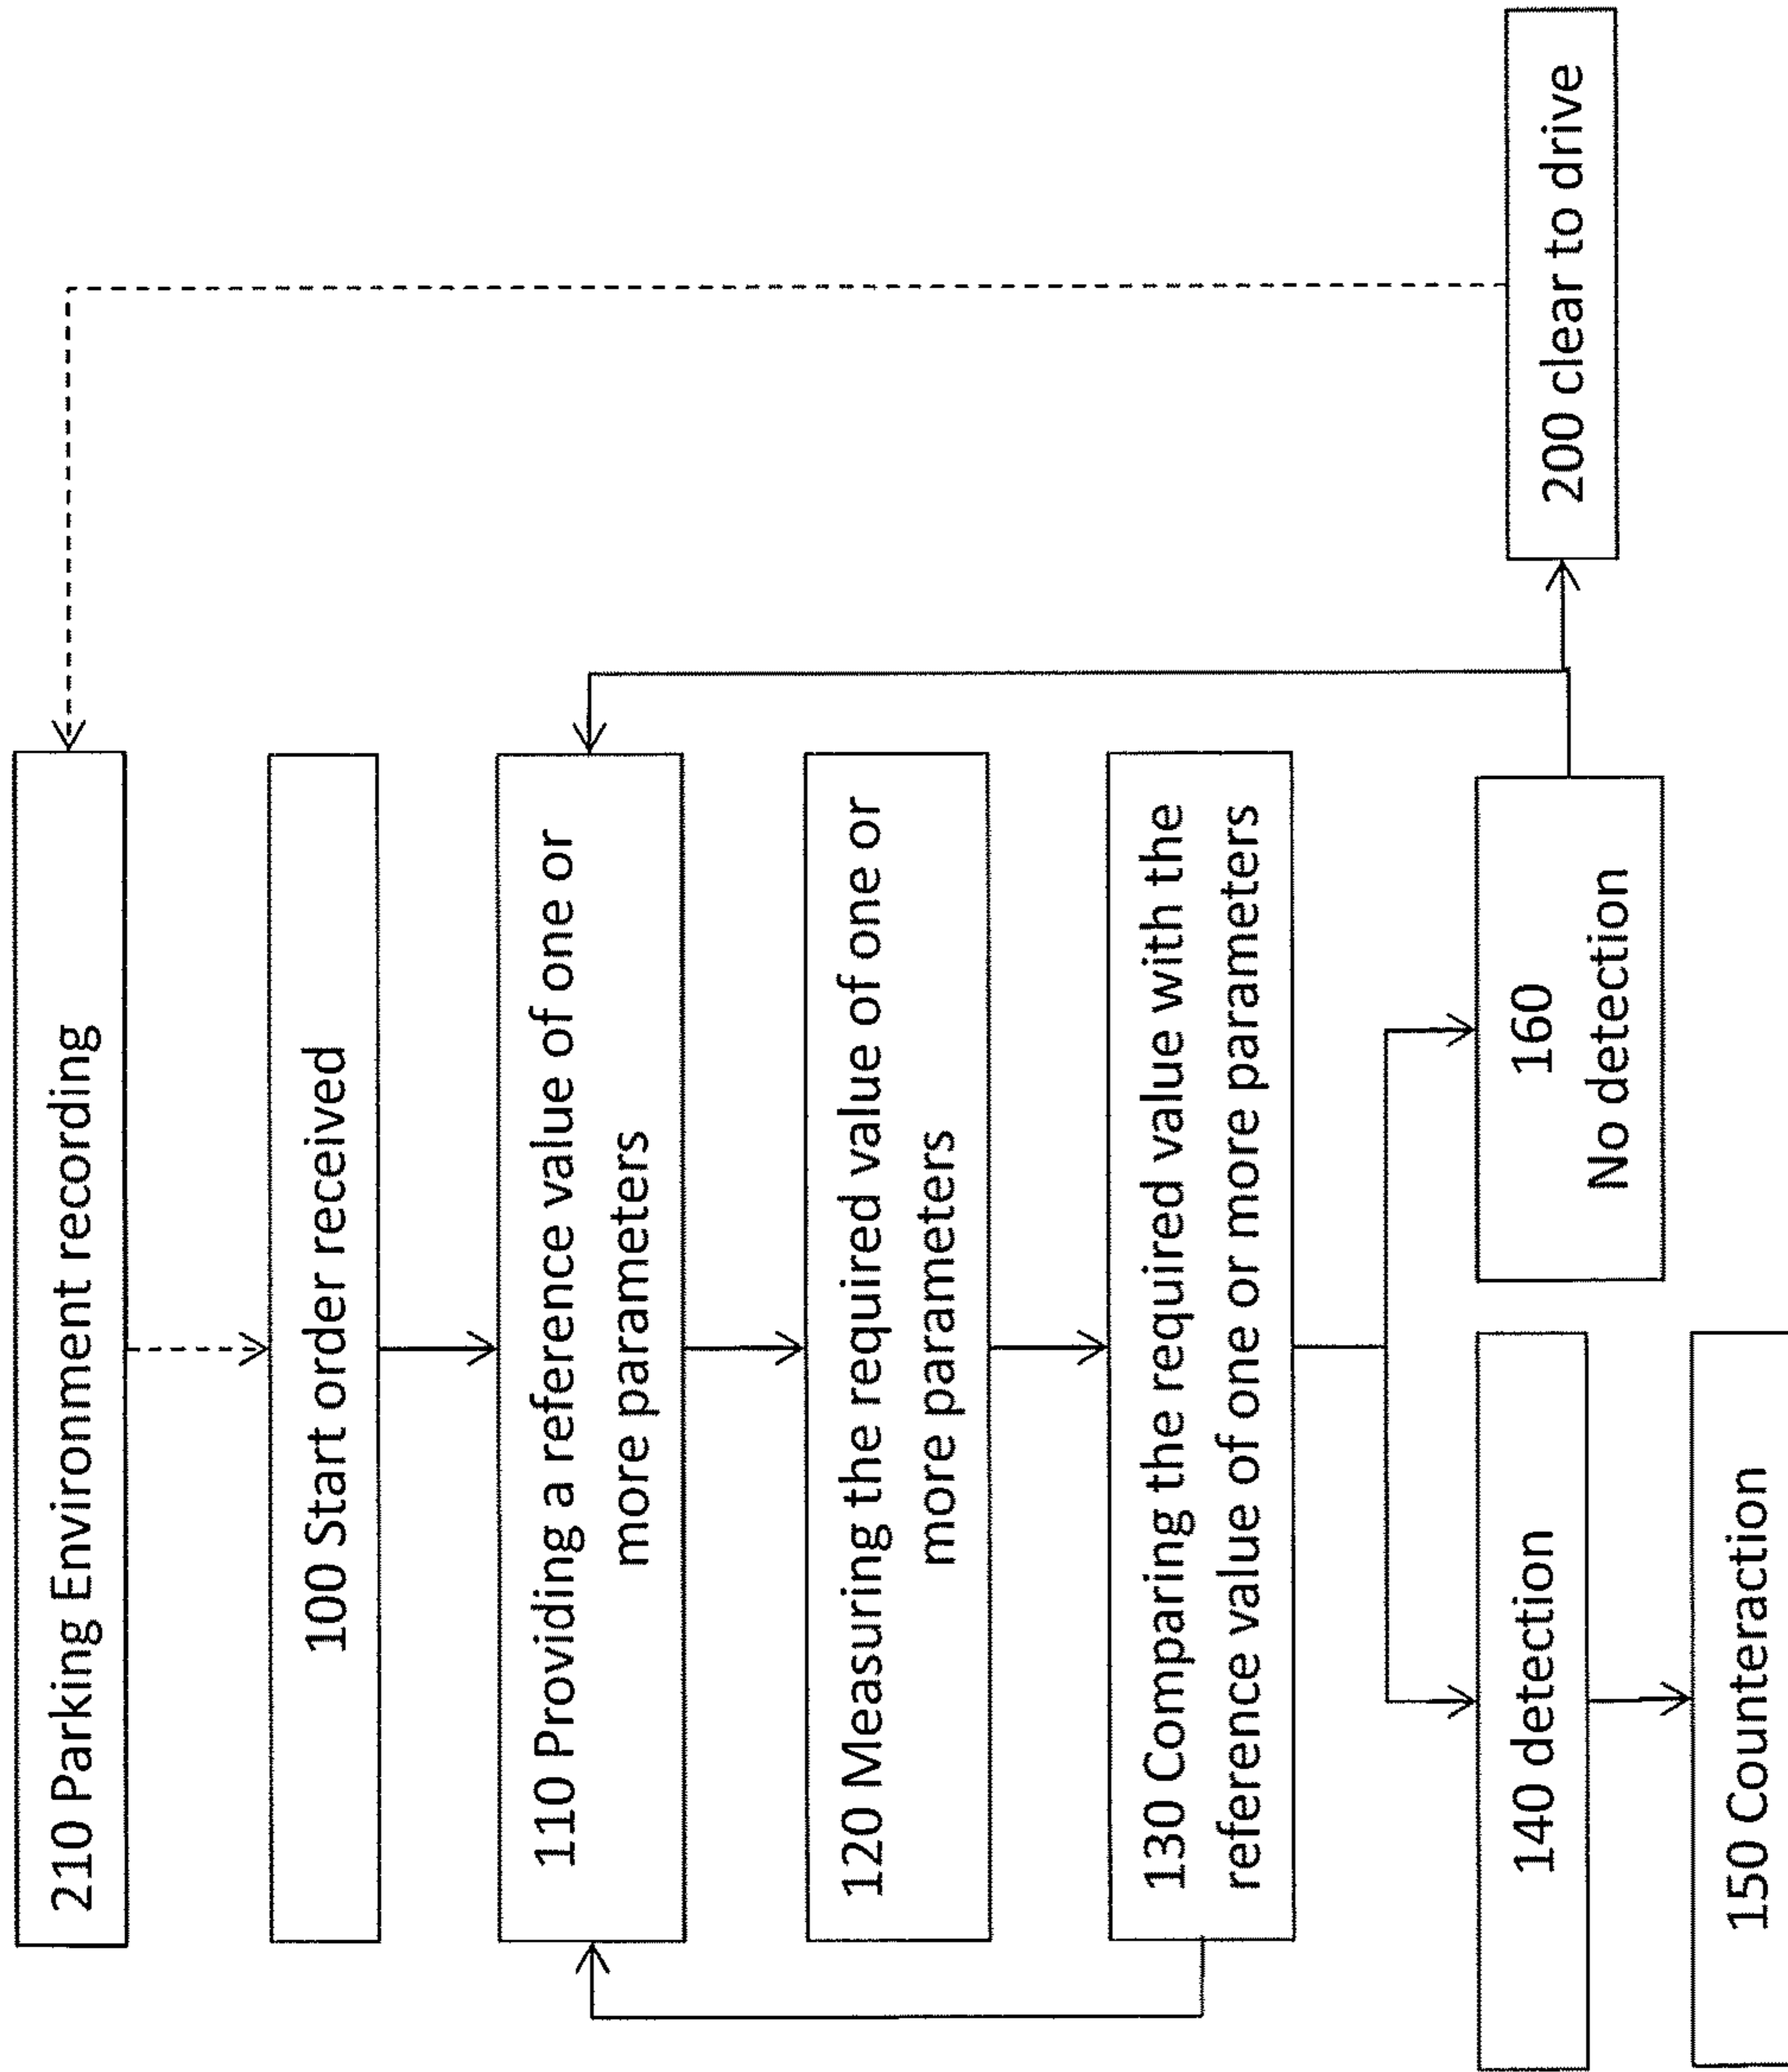 210 Parking Environment recording
100 Start order received
110 Providing a reference value of one or
more parameters
120 Measuring the required value of one or
more parameters
130 Comparing the required value with the
reference value of one or more parameters
140 detection
160
No detection
150 Counteraction
200 clear to drive